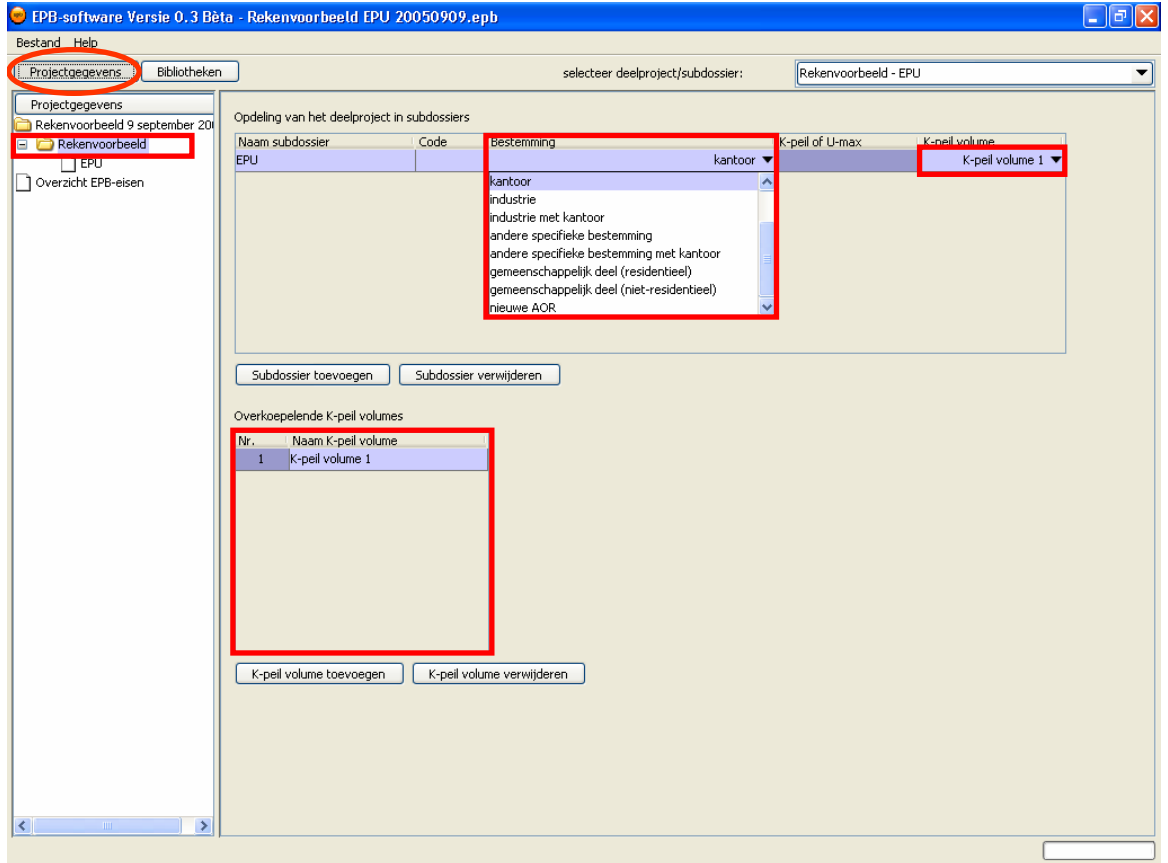 EPB-software Versie 0.3 Bèta - Rekenvoorbeeld EPU 20050909.epb
Bestand Help
Projectgegevens Bibliotheken selecteer deelproject/subdossier: Rekenvoorbeeld - EPU
Projectgegevens
Rekenvoorbeeld 9 september 200
Rekenvoorbeeld
EPU
Overzicht EPB-eisen
Opdeling van het deelproject in subdossiers
Naam subdossier Code Bestemming K-peil of U-max K-peil volume
EPU kantoor K-peil volume 1
kantoor
industrie
industrie met kantoor
andere specifieke bestemming
andere specifieke bestemming met kantoor
gemeenschappelijk deel (residentieel)
gemeenschappelijk deel (niet-residentieel)
nieuwe AOR
Subdossier toevoegen Subdossier verwijderen
Overkoepelende K-peil volumes
Nr. Naam K-peil volume
1 K-peil volume 1
K-peil volume toevoegen K-peil volume verwijderen